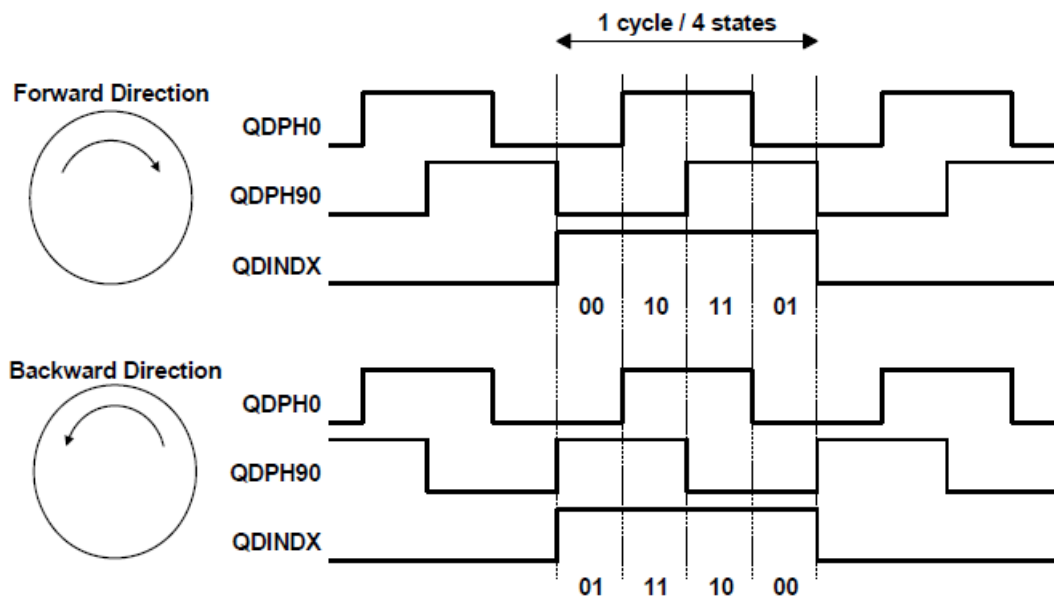 1 cycle / 4 states
Forward Direction
QDPH0
QDPH90
QDINDX
00 10 11 01
Backward Direction
QDPH0
QDPH90
QDINDX
01 11 10 00